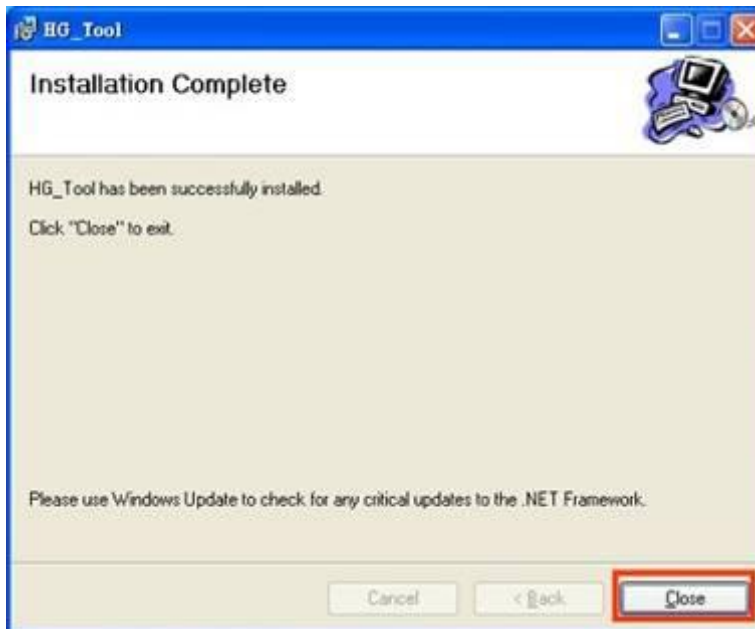 HG_Tool
Installation Complete
HG_Tool has been successfully installed.
Click "Close" to exit.
Please use Windows Update to check for any critical updates to the .NET Framework.
Cancel
< Back
Close